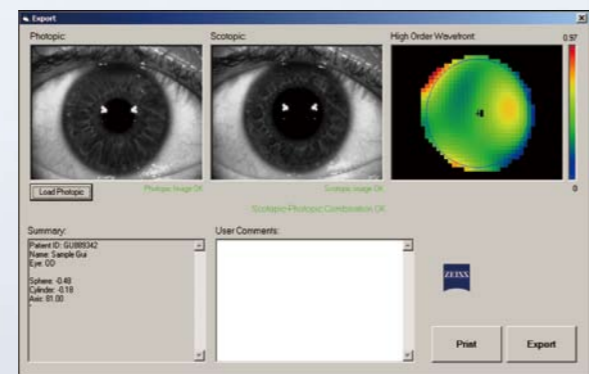 Export
Photopic:
Scotopic:
High Order Wavefront
0.97
0
Load Photopic
Photopic Image OK
Scotopic Image OK
Scotopic-Photopic Combination OK
Summary:
Patient ID: GU889342
Name: Sample Gui
Eye: OD
Sphere: -0.48
Cylinder: -0.18
Axis: 81.00
User Comments:
ZEISS
Print
Export